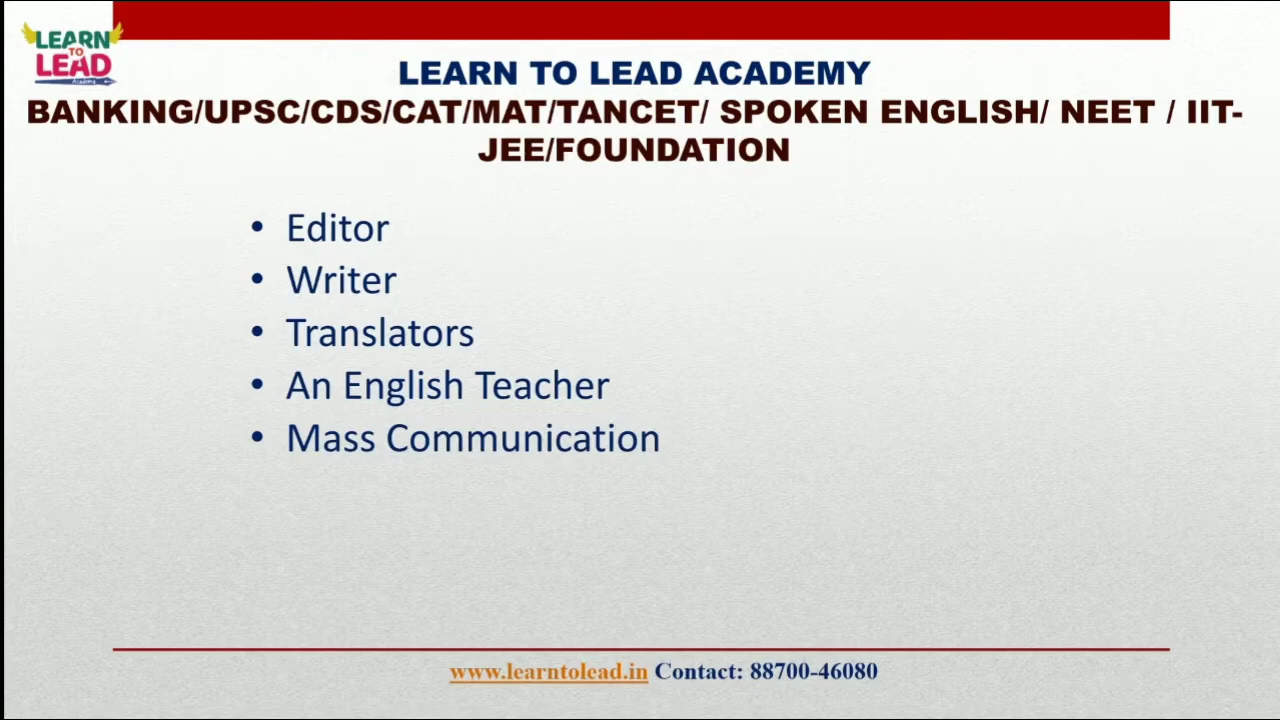 LEARN
TO
LEAD
Academy
LEARN TO LEAD ACADEMY
BANKING/UPSC/CDS/CAT/MAT/TANCET/ SPOKEN ENGLISH/ NEET / IIT-
JEE/FOUNDATION
• Editor
• Writer
• Translators
• An English Teacher
• Mass Communication
www.learntolead.in Contact: 88700-46080